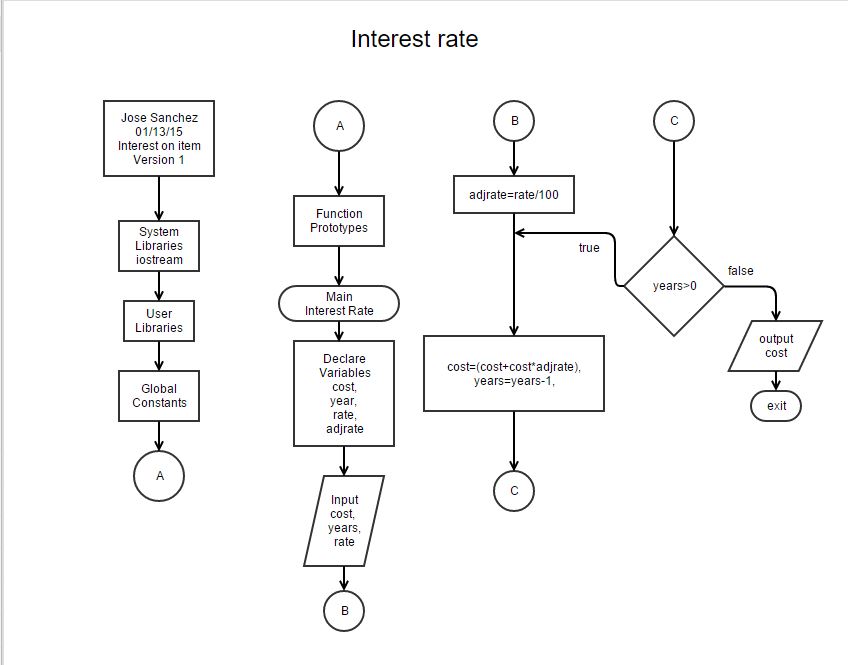 Interest rate
Jose Sanchez
01/13/15
Interest on item
Version 1
System
Libraries
iostream
User
Libraries
Global
Constants
A
A
Function
Prototypes
Main
Interest Rate
Declare
Variables
cost,
year,
rate,
adjrate
Input
cost,
years,
rate
B
B
adjrate=rate/100
true
cost=(cost+cost*adjrate),
years=years-1,
C
C
years>0
false
output
cost
exit